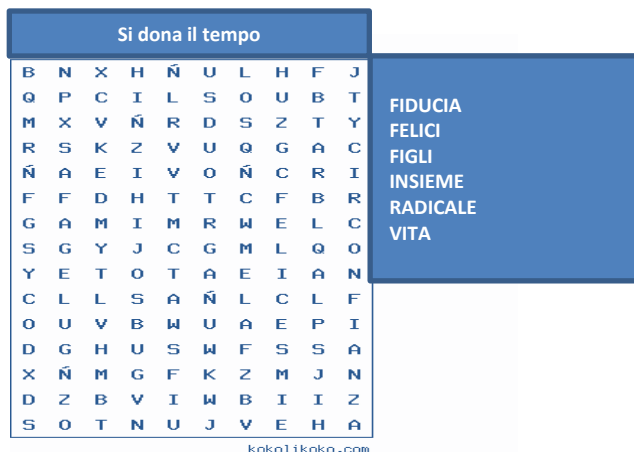 Si dona il tempo
B N X H Ñ U L H F J
Q P C I L S O U B T
M X V Ñ R D S Z T Y
R S K Z V U Q G A C
Ñ A E I V O Ñ C R I
F F D H T T C F B R
G A M I M R W E L C
S G Y J C G M L Q O
Y E T O T A E I A N
C L L S A Ñ L C L F
O U V B W U A E P I
D G H U S W F S S A
X Ñ M G F K Z M J N
D Z B V I W B I I Z
S O T N U J V E H A
kokolikoko.com
FIDUCIA
FELICI
FIGLI
INSIEME
RADICALE
VITA